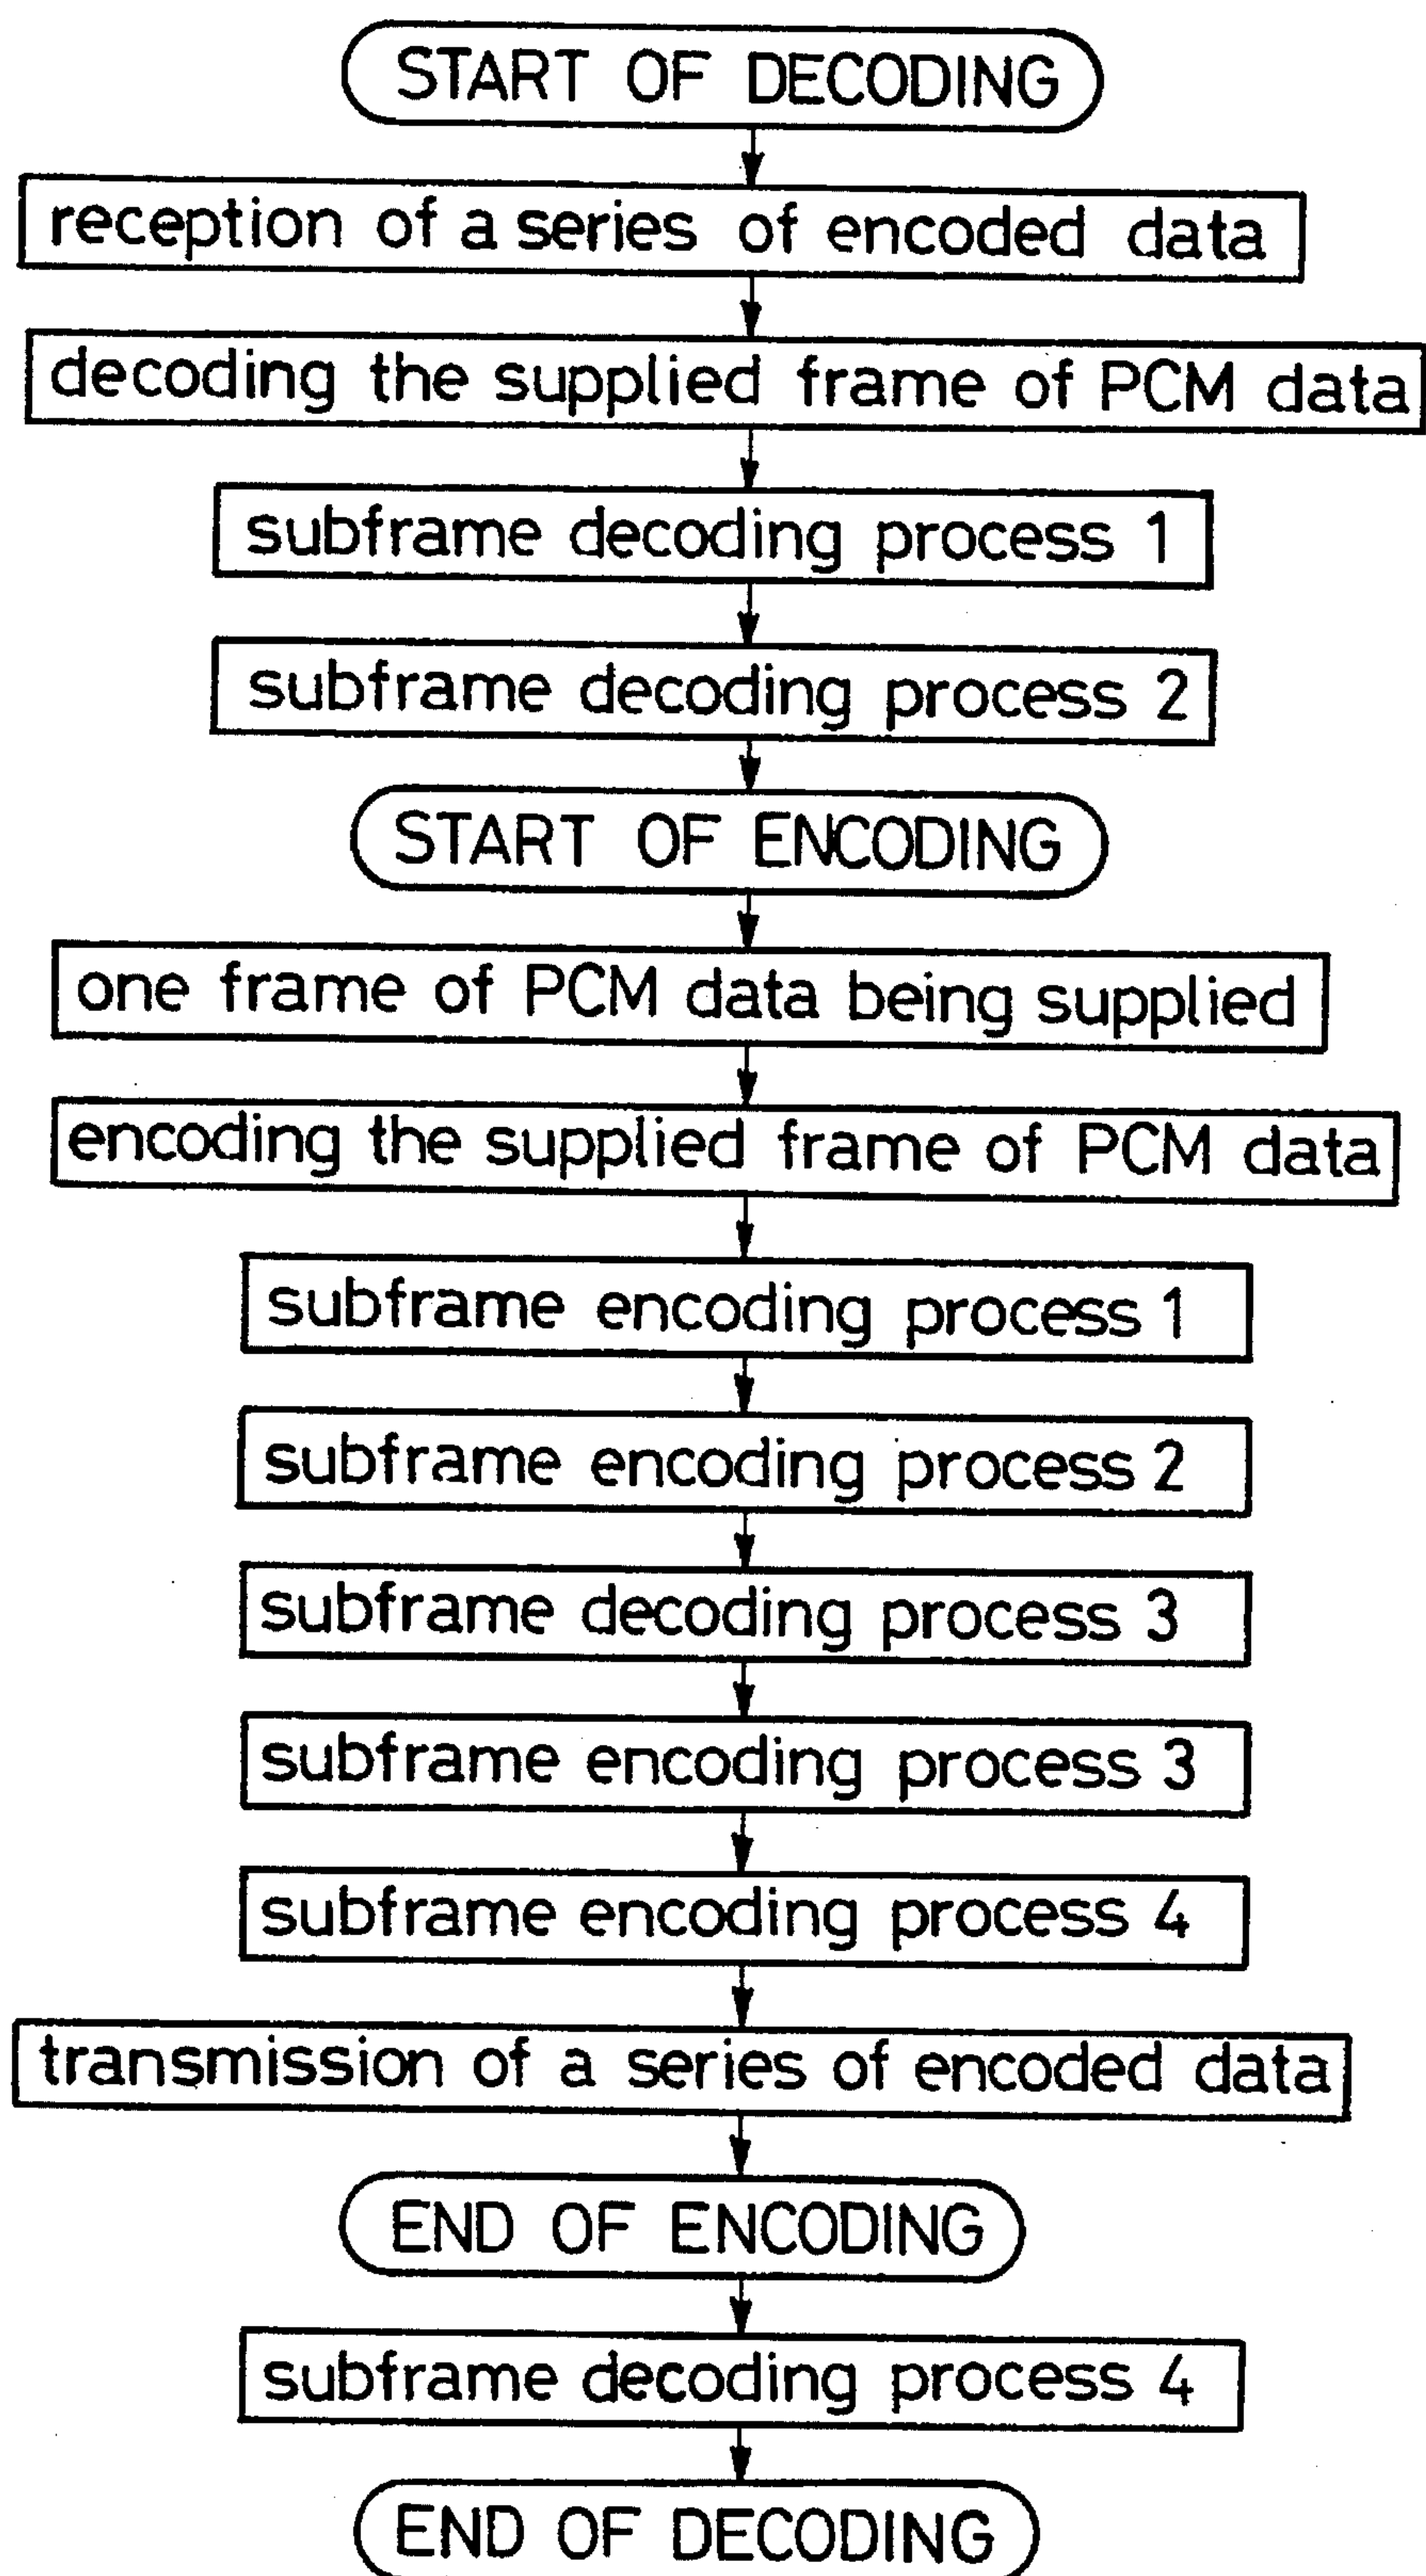 START OF DECODING
reception of a series of encoded data
decoding the supplied frame of PCM data
subframe decoding process 1
subframe decoding process 2
START OF ENCODING
one frame of PCM data being supplied
encoding the supplied frame of PCM data
subframe encoding process 1
subframe encoding process 2
subframe decoding process 3
subframe encoding process 3
subframe encoding process 4
transmission of a series of encoded data
END OF ENCODING
subframe decoding process 4
END OF DECODING